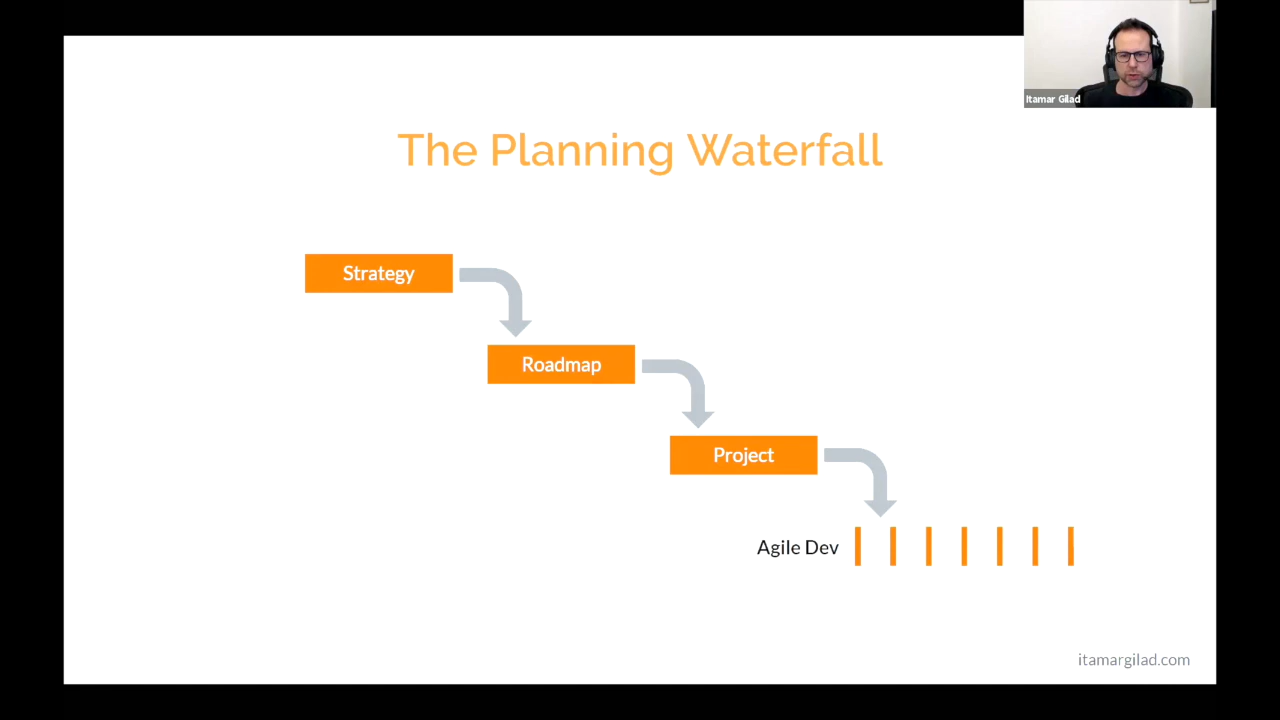 Itamar Gilad
The Planning Waterfall
Strategy
Roadmap
Project
Agile Dev
itamargilad.com